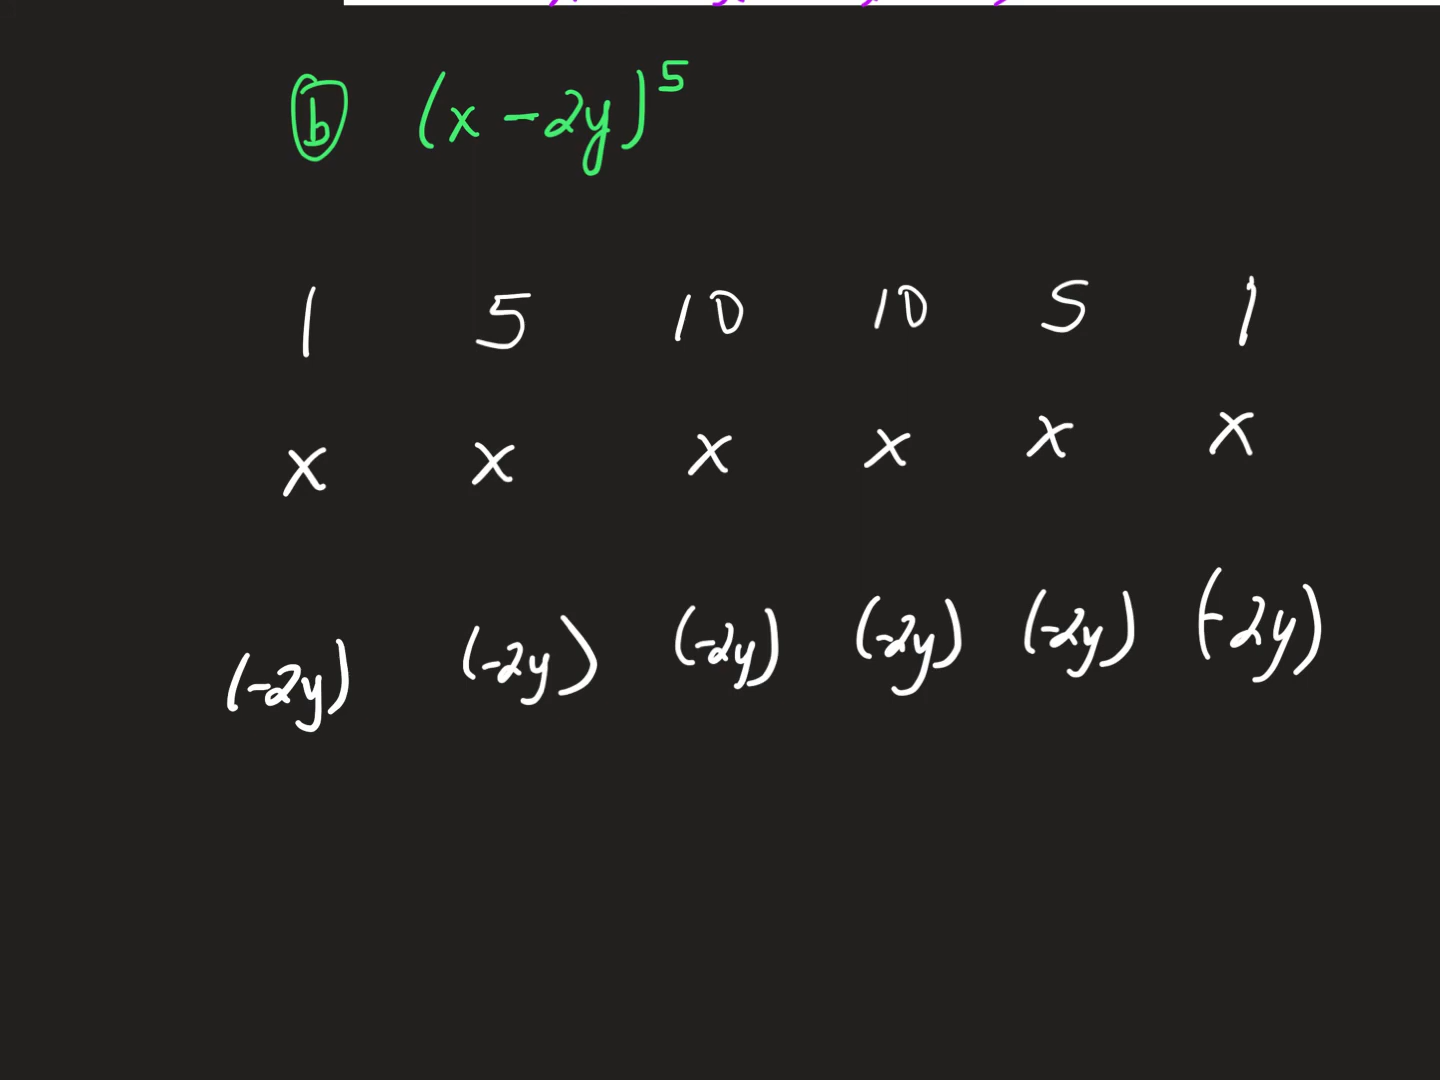 b (x - 2y)^5
1 5 10 10 5 1
x x x x x x
(-2y) (-2y) (-2y) (-2y) (-2y) (-2y)